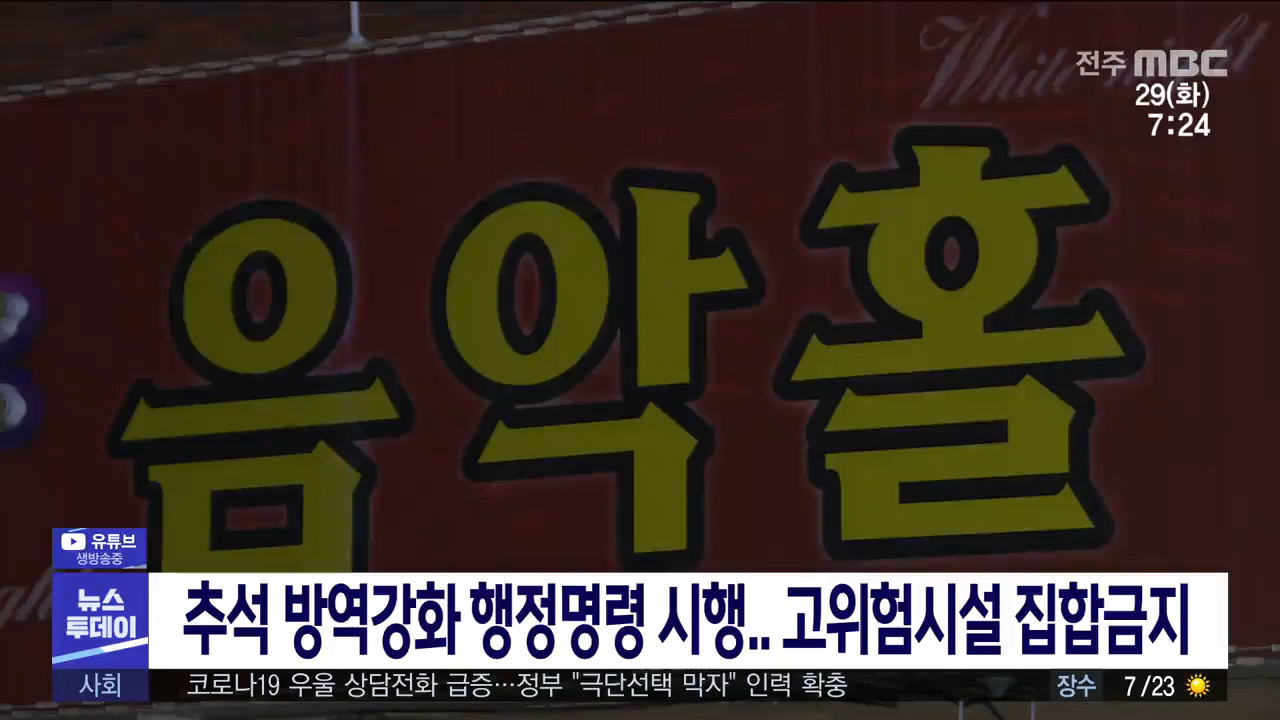 White night
전주 MBC
29(화)
7:24
음악홀
유튜브
생방송중
뉴스
투데이
추석 방역강화 행정명령 시행.. 고위험시설 집합금지
사회
코로나19 우울 상담전화 급증…정부 "극단선택 막자" 인력 확충
장수 7/23